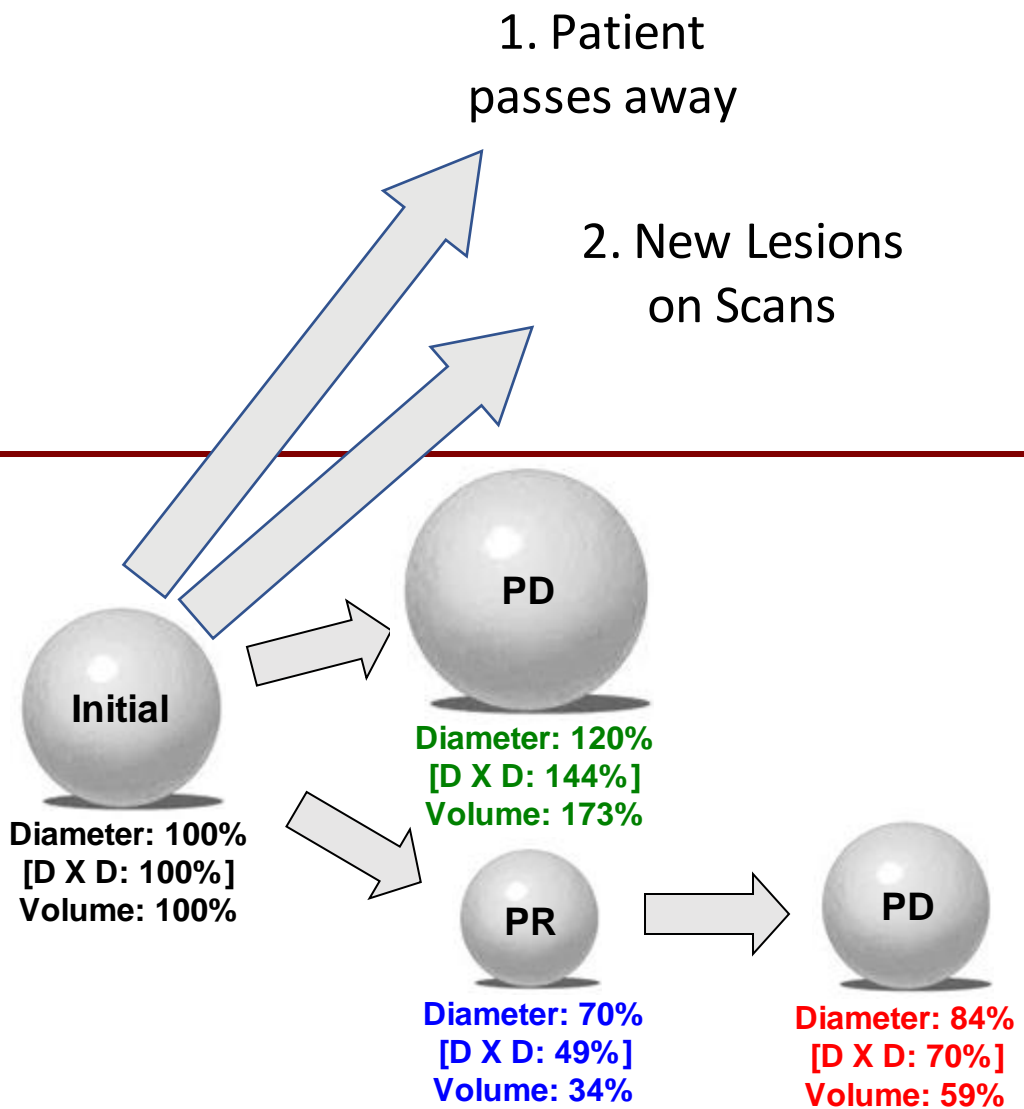 1. Patient
passes away
2. New Lesions
on Scans
PD
Initial
Diameter: 120%
[D X D: 144%]
Volume: 173%
Diameter: 100%
[D X D: 100%]
Volume: 100%
PR
PD
Diameter: 70%
[D X D: 49%]
Volume: 34%
Diameter: 84%
[D X D: 70%]
Volume: 59%